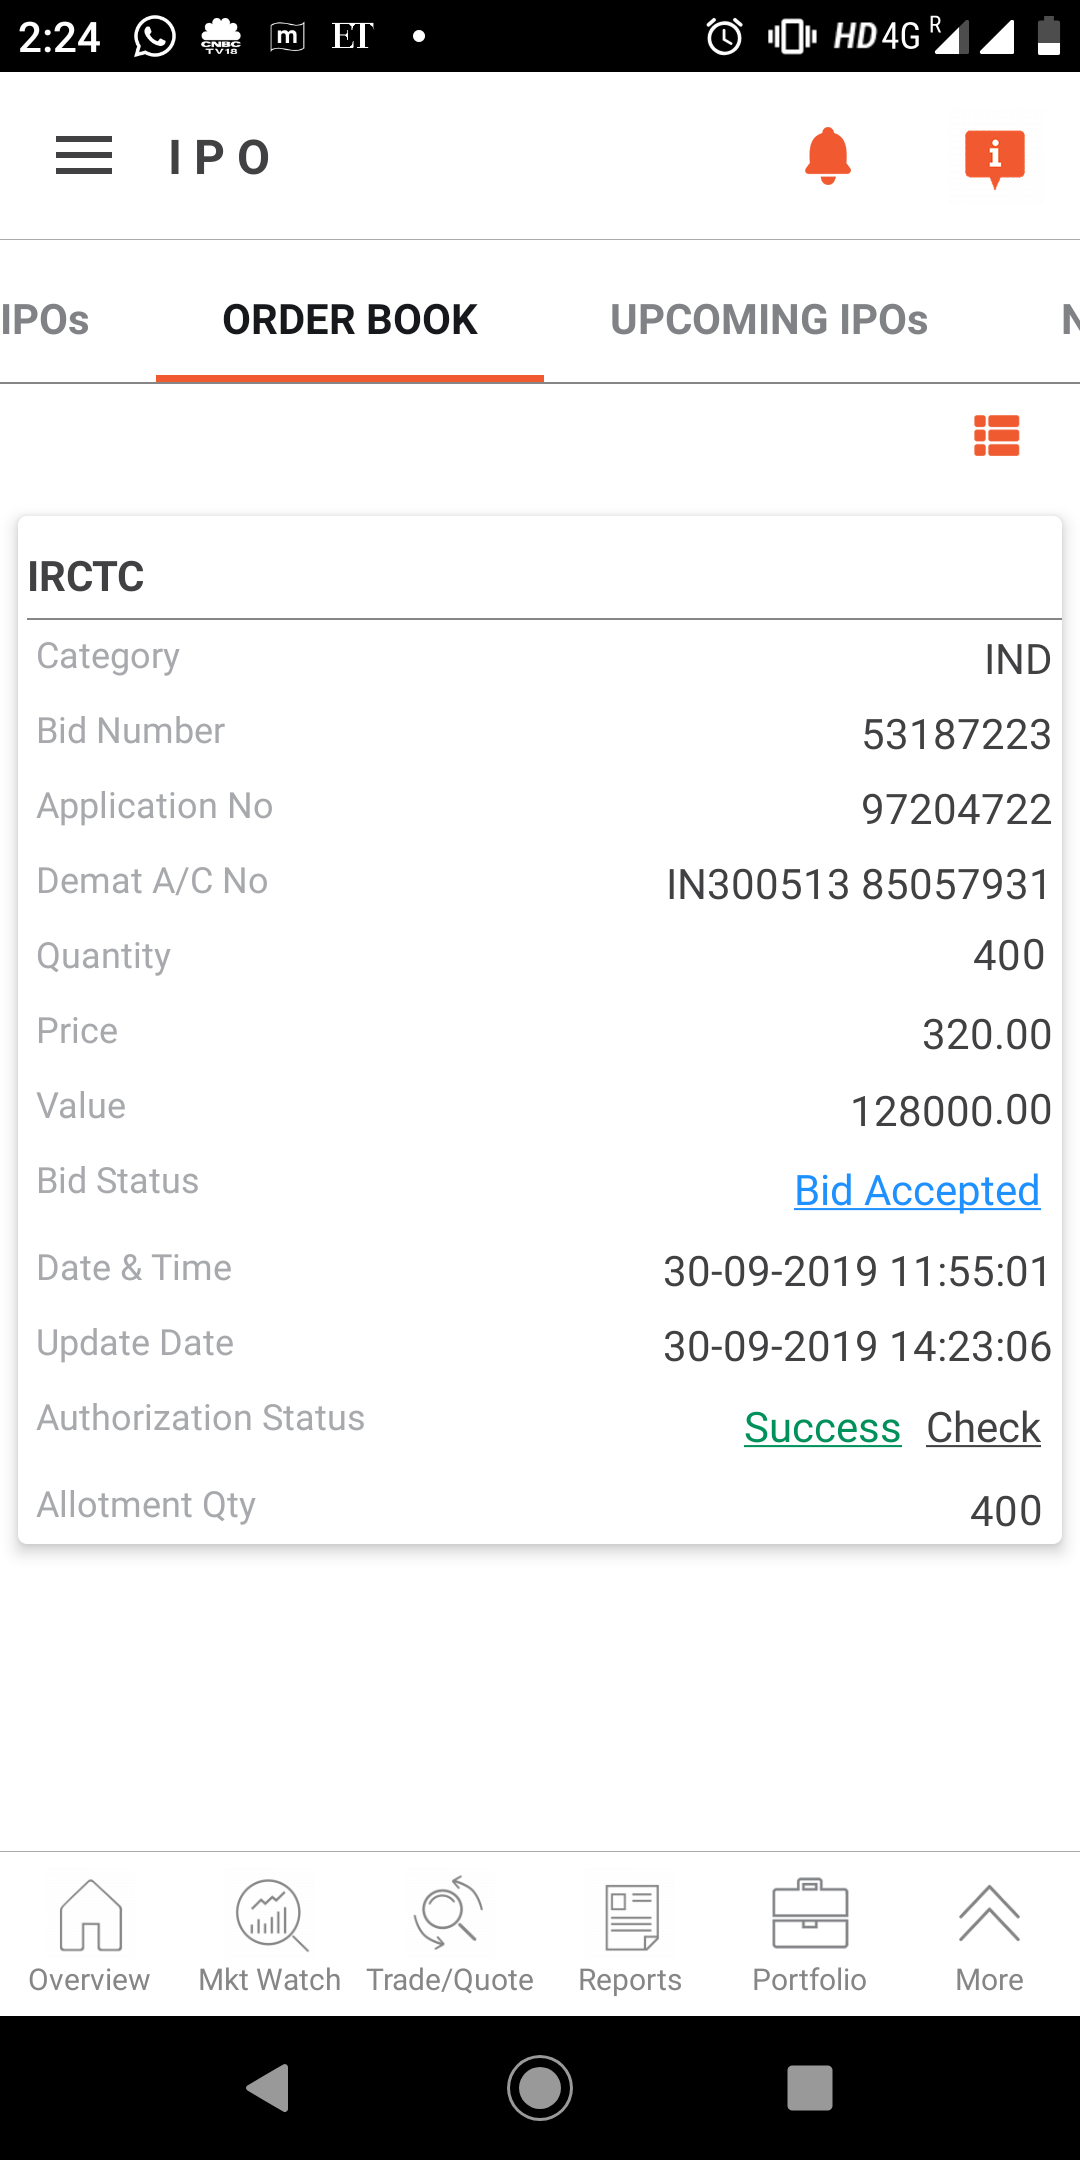 2:24 CNBC TV18 m ET HD 4G R
IPO
IPOs ORDER BOOK UPCOMING IPOs N
IRCTC
Category IND
Bid Number 53187223
Application No 97204722
Demat A/C No IN300513 85057931
Quantity 400
Price 320.00
Value 128000.00
Bid Status Bid Accepted
Date & Time 30-09-2019 11:55:01
Update Date 30-09-2019 14:23:06
Authorization Status Success Check
Allotment Qty 400
Overview Mkt Watch Trade/Quote Reports Portfolio More